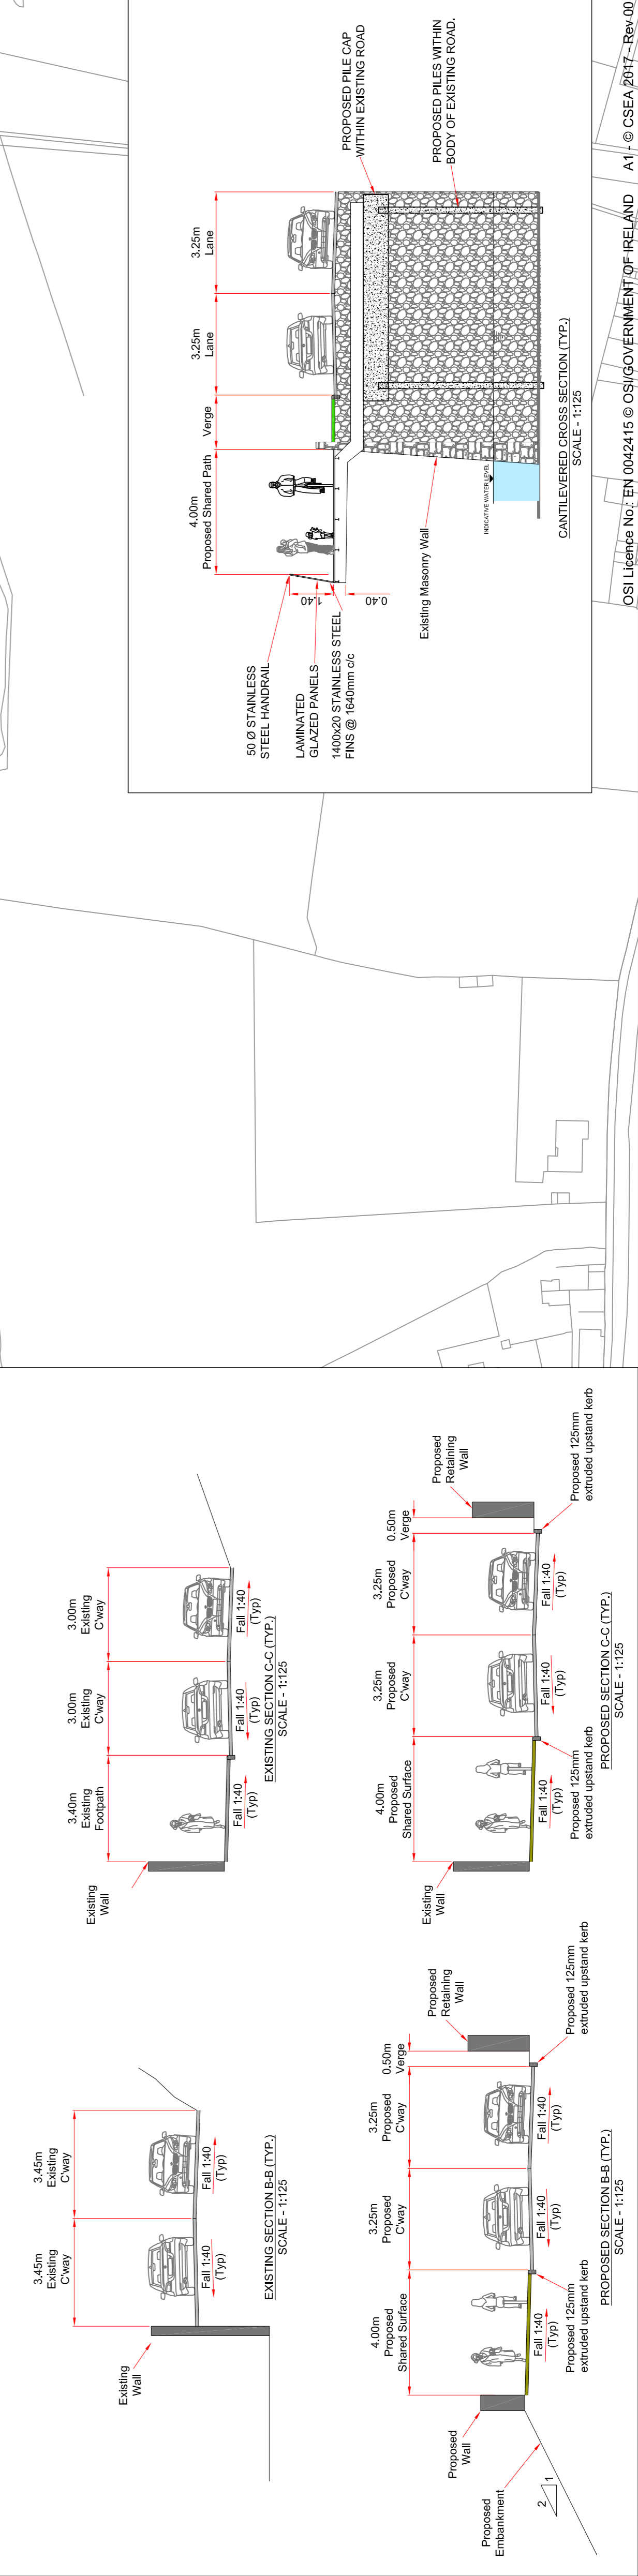 3.45m
Existing
C'way
3.45m
Existing
C'way
Existing
Wall
Fall 1:40
(Typ)
Fall 1:40
(Typ)
EXISTING SECTION B-B (TYP.)
SCALE - 1:125
3.40m
Existing
Footpath
3.00m
Existing
C'way
3.00m
Existing
C'way
Existing
Wall
Fall 1:40
(Typ)
Fall 1:40
(Typ)
Fall 1:40
(Typ)
EXISTING SECTION C-C (TYP.)
SCALE - 1:125
4.00m
Proposed
Shared Surface
3.25m
Proposed
C'way
3.25m
Proposed
C'way
0.50m
Verge
Proposed
Retaining
Wall
Proposed
Wall
Proposed
Embankment
2
1
Fall 1:40
(Typ)
Fall 1:40
(Typ)
Fall 1:40
(Typ)
Proposed 125mm
extruded upstand kerb
Proposed 125mm
extruded upstand kerb
PROPOSED SECTION B-B (TYP.)
SCALE - 1:125
4.00m
Proposed
Shared Surface
3.25m
Proposed
C'way
3.25m
Proposed
C'way
0.50m
Verge
Proposed
Retaining
Wall
Existing
Wall
Fall 1:40
(Typ)
Fall 1:40
(Typ)
Fall 1:40
(Typ)
Proposed 125mm
extruded upstand kerb
Proposed 125mm
extruded upstand kerb
PROPOSED SECTION C-C (TYP.)
SCALE - 1:125
4.00m
Proposed Shared Path
Verge
3.25m
Lane
3.25m
Lane
50 Ø STAINLESS
STEEL HANDRAIL
LAMINATED
GLAZED PANELS
1400x20 STAINLESS STEEL
FINS @ 1640mm c/c
1.40
0.40
PROPOSED PILE CAP
WITHIN EXISTING ROAD
PROPOSED PILES WITHIN
BODY OF EXISTING ROAD.
Existing Masonry Wall
INDICATIVE WATER LEVEL
CANTILEVERED CROSS SECTION (TYP.)
SCALE - 1:125
OSI Licence No.: EN 0042415 © OSI/GOVERNMENT OF IRELAND
A1 - © CSEA 2017 - Rev 00